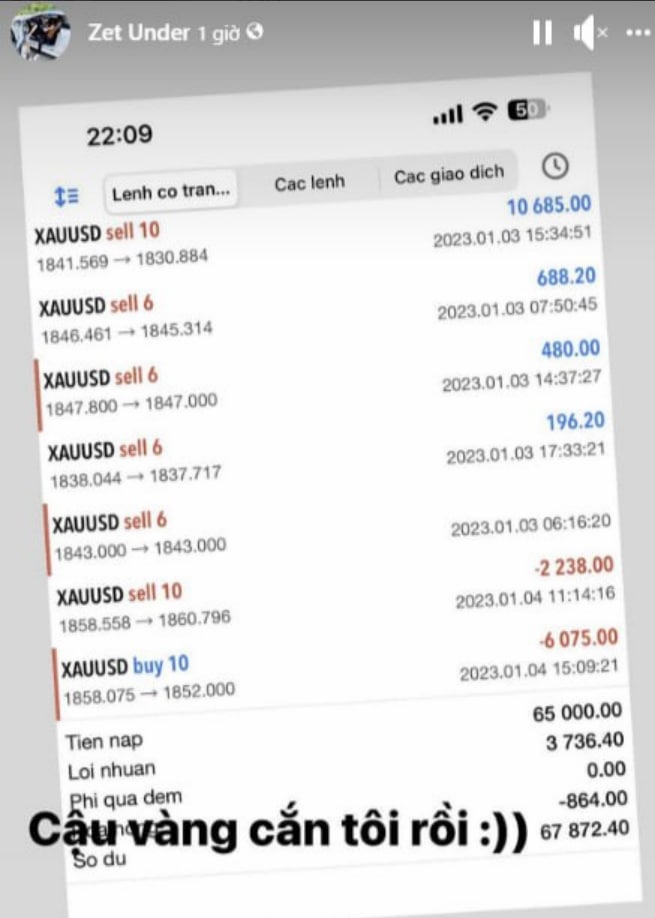 Zet Under 1 giờ
22:09
50
Lenh co tran... Cac lenh Cac giao dich
XAUUSD sell 10 10 685.00
1841.569 → 1830.884 2023.01.03 15:34:51
XAUUSD sell 6 688.20
1846.461 → 1845.314 2023.01.03 07:50:45
XAUUSD sell 6 480.00
1847.800 → 1847.000 2023.01.03 14:37:27
XAUUSD sell 6 196.20
1838.044 → 1837.717 2023.01.03 17:33:21
XAUUSD sell 6
1843.000 → 1843.000 2023.01.03 06:16:20
XAUUSD sell 10 -2 238.00
1858.558 → 1860.796 2023.01.04 11:14:16
XAUUSD buy 10 -6 075.00
1858.075 → 1852.000 2023.01.04 15:09:21
Tien nap 65 000.00
Loi nhuan 3 736.40
Phi qua dem 0.00
-864.00
Cậu vàng cắn tôi rồi :))
So du 67 872.40